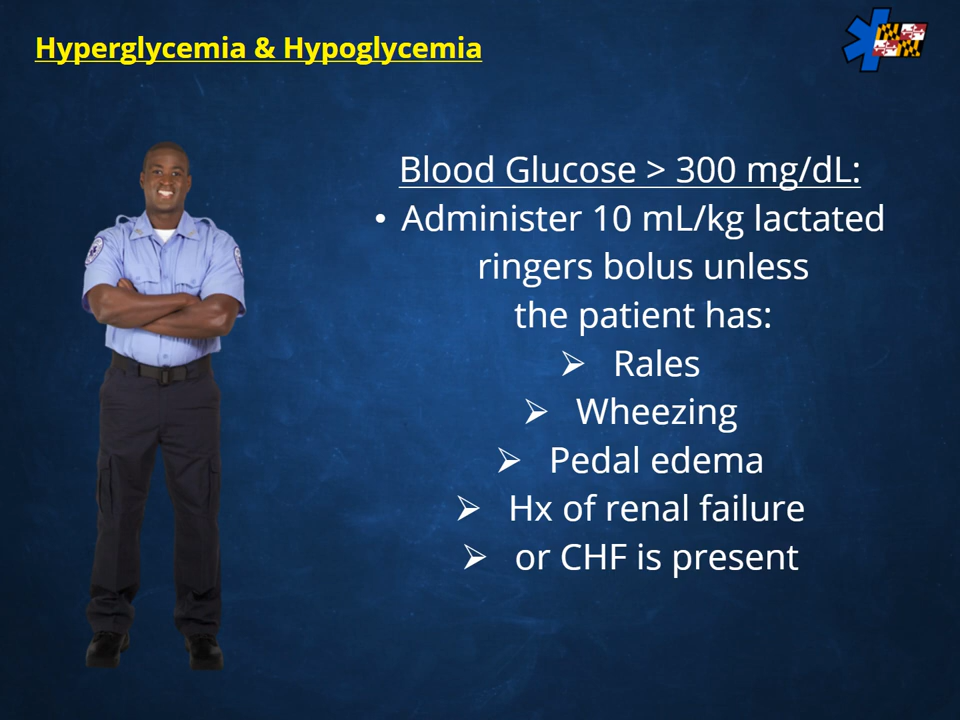 Hyperglycemia & Hypoglycemia
Blood Glucose > 300 mg/dL:
• Administer 10 mL/kg lactated
ringers bolus unless
the patient has:
➢ Rales
➢ Wheezing
➢ Pedal edema
➢ Hx of renal failure
➢ or CHF is present